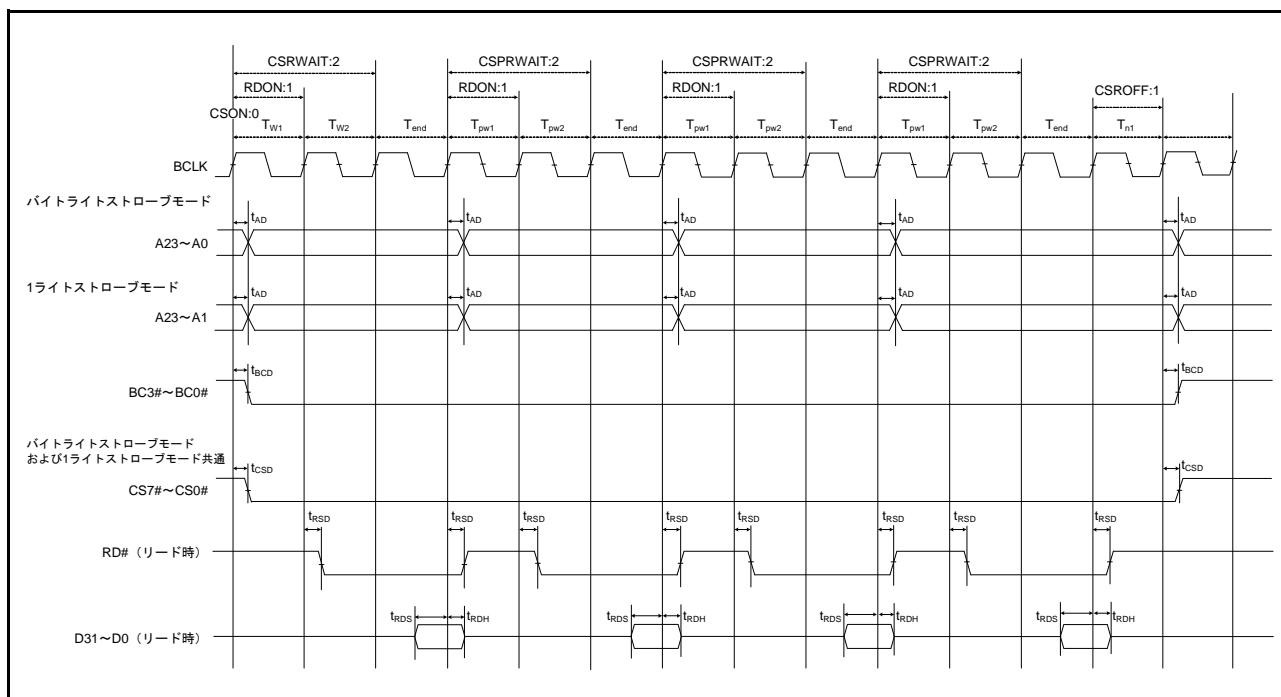 CSRWAIT:2 CSPRWAIT:2 CSPRWAIT:2 CSPRWAIT:2
RDON:1 RDON:1 RDON:1 RDON:1 CSROFF:1
CSON:0
TW1 TW2 Tend Tpw1 Tpw2 Tend Tpw1 Tpw2 Tend Tpw1 Tpw2 Tend Tn1
BCLK
バイトライトストローブモード
tAD tAD tAD tAD tAD
A23～A0
1ライトストローブモード
tAD tAD tAD tAD tAD
A23～A1
tBCD tBCD
BC3#～BC0#
バイトライトストローブモード
および1ライトストローブモード共通
tCSD tCSD
CS7#～CS0#
tRSD tRSD tRSD tRSD tRSD tRSD tRSD tRSD
RD#（リード時）
tRDS tRDH tRDS tRDH tRDS tRDH tRDS tRDH
D31～D0（リード時）